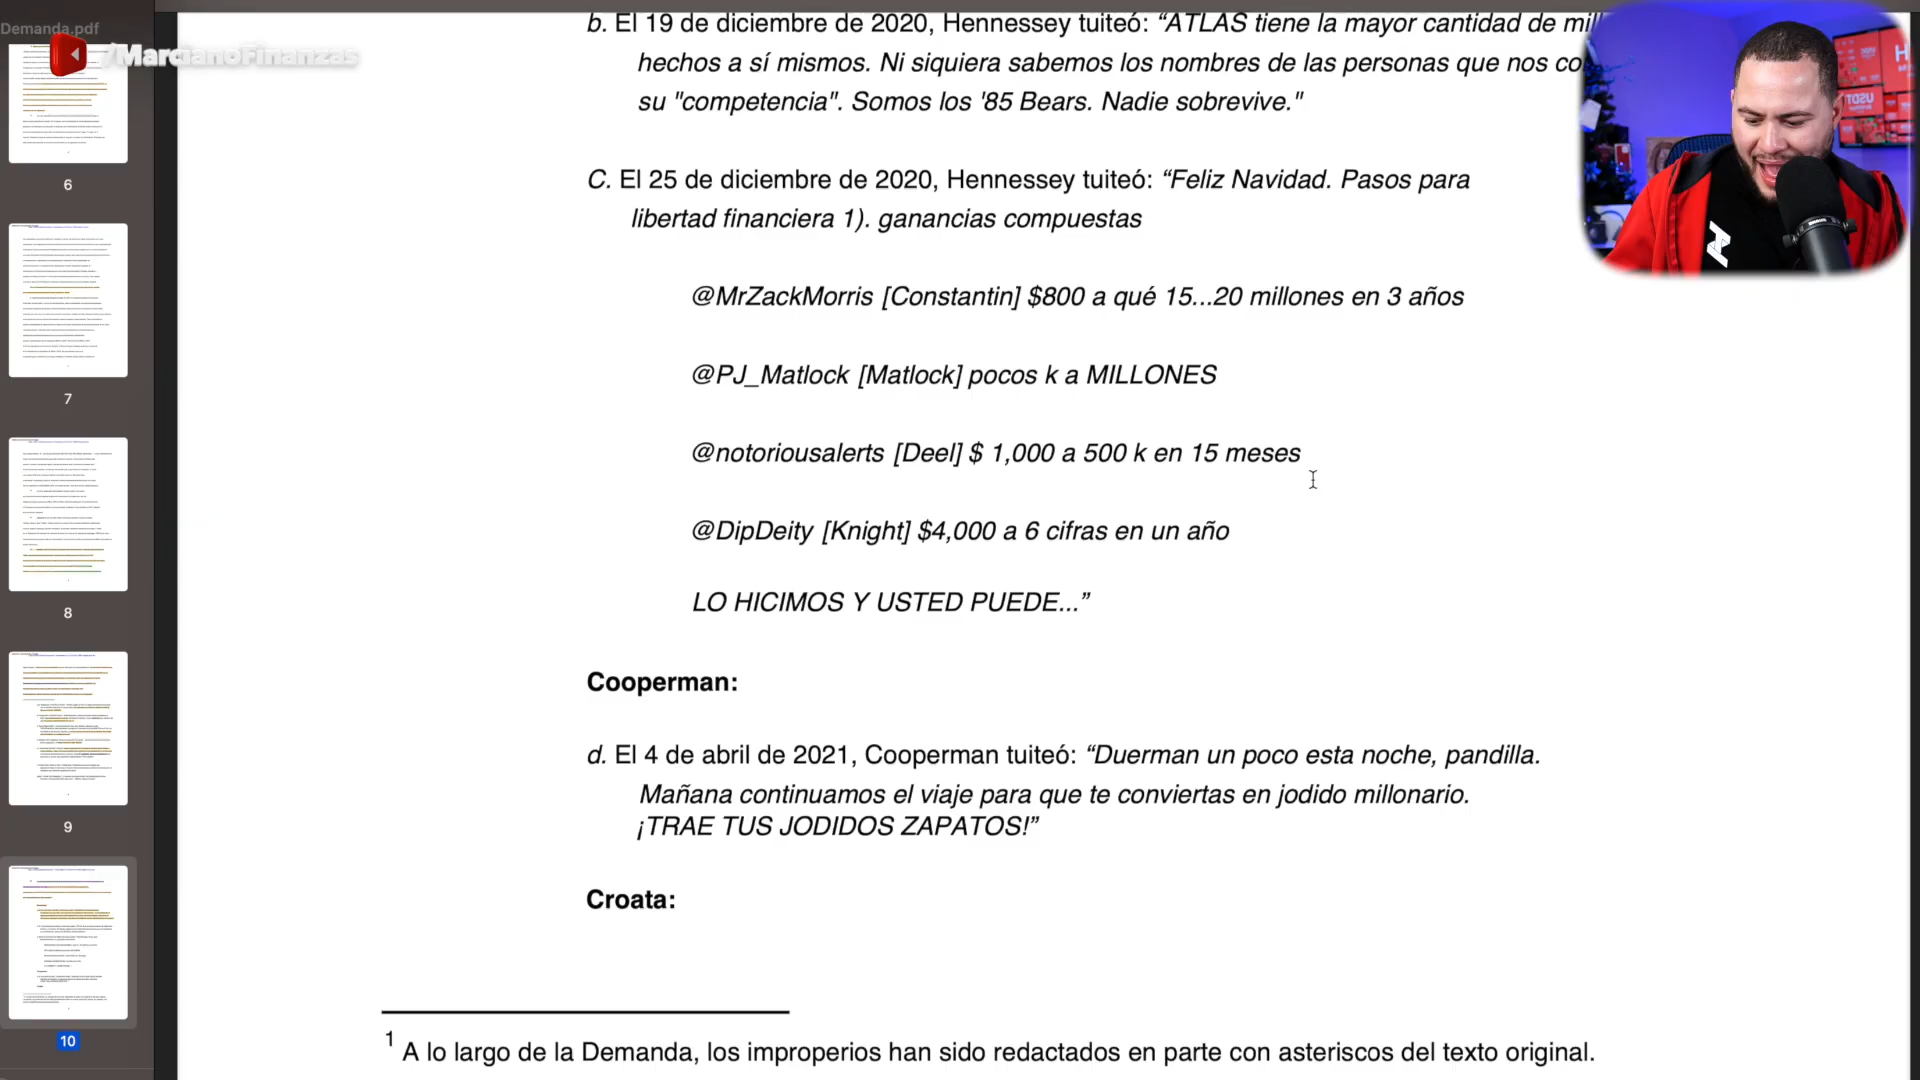 Demanda.pdf
/MarcianoFinanzas
6
7
8
9
10
b. El 19 de diciembre de 2020, Hennessey tuiteó: “ATLAS tiene la mayor cantidad de
hechos a sí mismos. Ni siquiera sabemos los nombres de las personas que nos
su "competencia". Somos los '85 Bears. Nadie sobrevive."
USDT
C. El 25 de diciembre de 2020, Hennessey tuiteó: “Feliz Navidad. Pasos para
libertad financiera 1). ganancias compuestas
@MrZackMorris [Constantin] $800 a qué 15...20 millones en 3 años
@PJ_Matlock [Matlock] pocos k a MILLONES
@notoriousalerts [Deel] $ 1,000 a 500 k en 15 meses
@DipDeity [Knight] $4,000 a 6 cifras en un año
LO HICIMOS Y USTED PUEDE...”
Cooperman:
d. El 4 de abril de 2021, Cooperman tuiteó: “Duerman un poco esta noche, pandilla.
Mañana continuamos el viaje para que te conviertas en jodido millonario.
¡TRAE TUS JODIDOS ZAPATOS!”
Croata:
1 A lo largo de la Demanda, los improperios han sido redactados en parte con asteriscos del texto original.